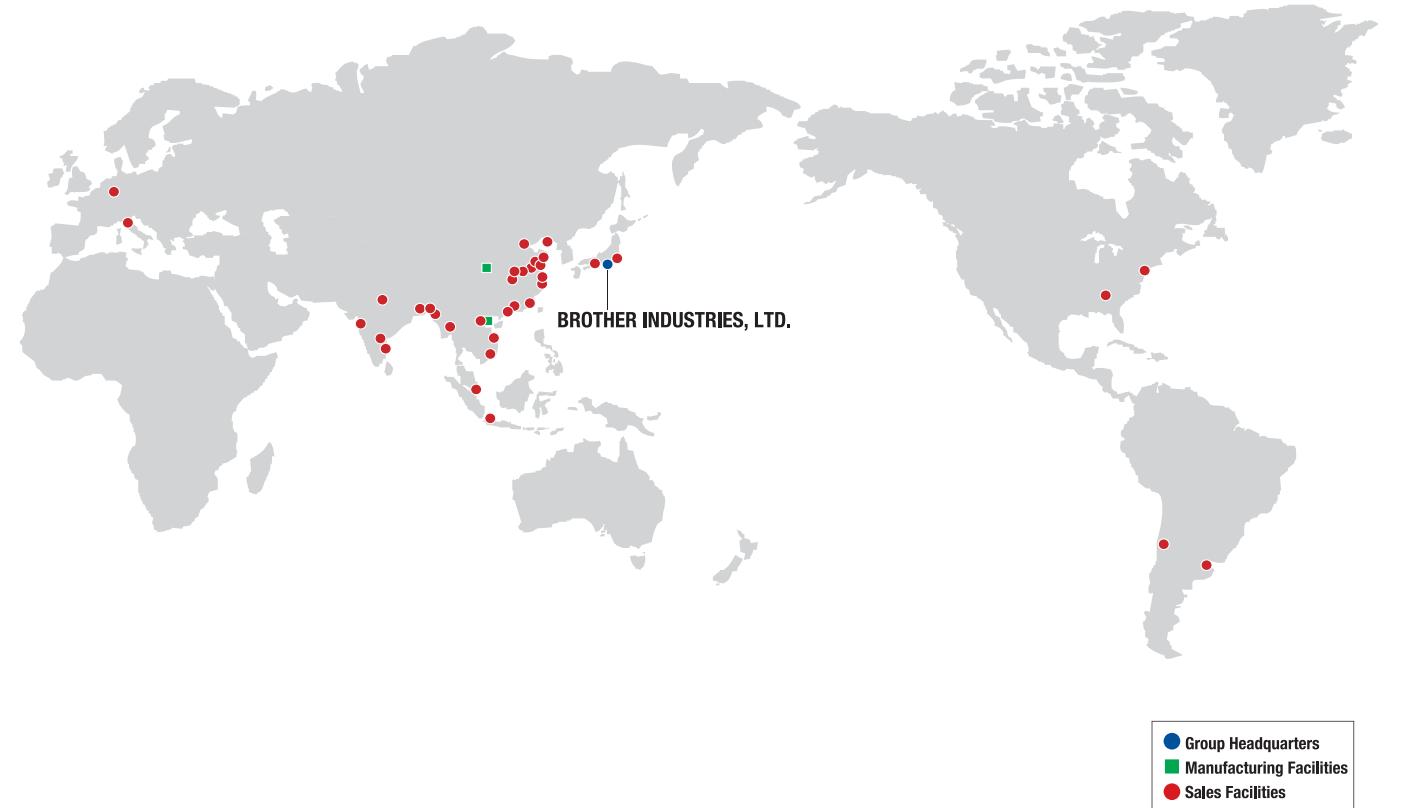 BROTHER INDUSTRIES, LTD.
Group Headquarters
Manufacturing Facilities
Sales Facilities